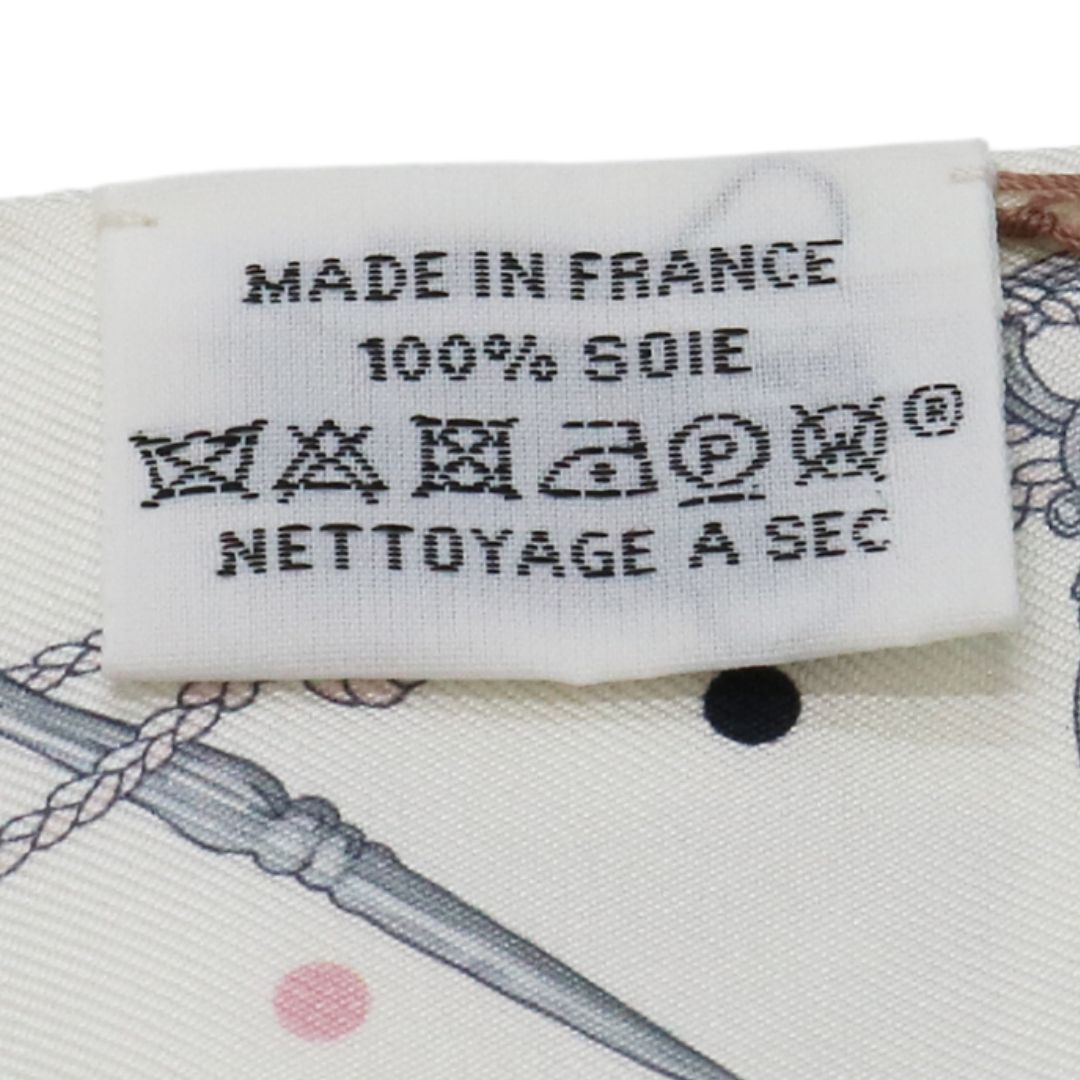 MADE IN FRANCE
100% SOIE
P W ®
NETTOYAGE A SEC